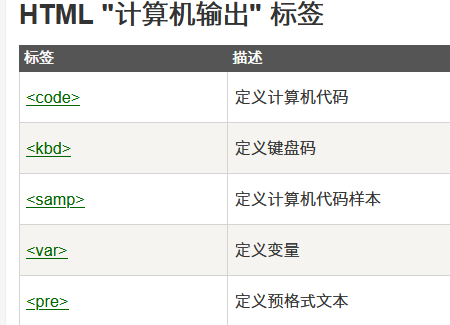 HTML "计算机输出" 标签
标签 描述
<code> 定义计算机代码
<kbd> 定义键盘码
<samp> 定义计算机代码样本
<var> 定义变量
<pre> 定义预格式文本